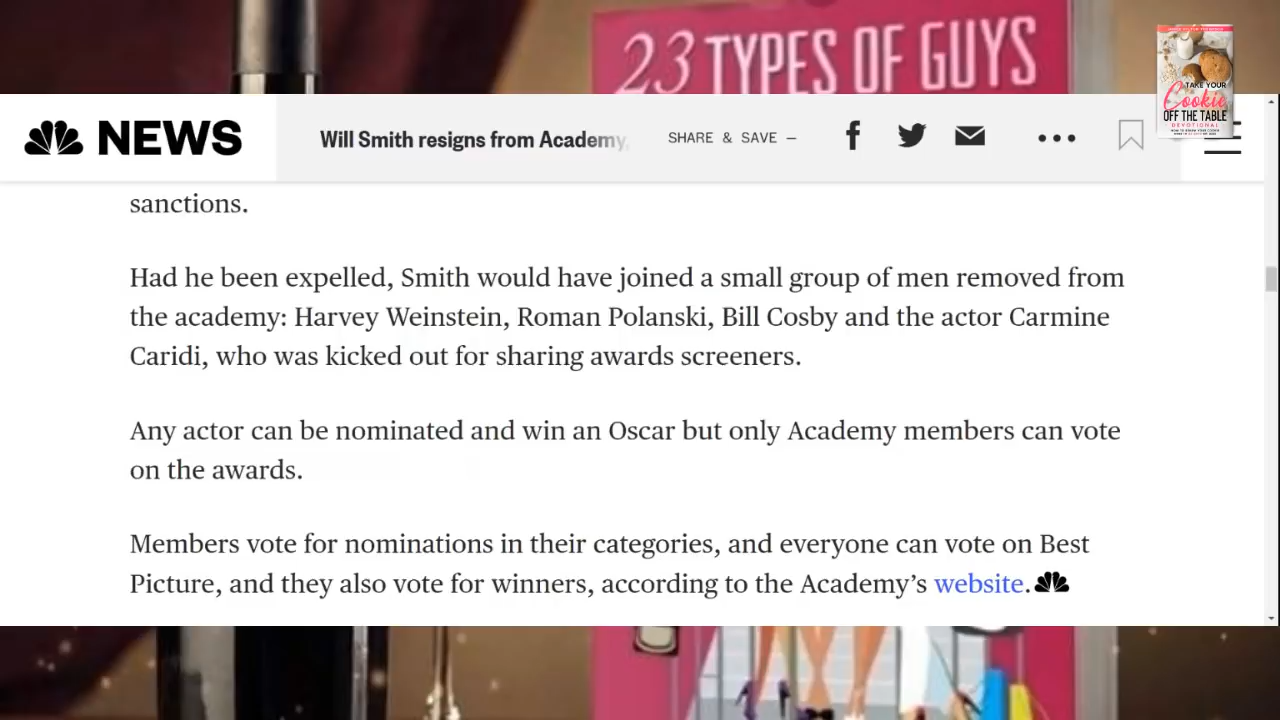 23 TYPES OF GUYS
TAKE YOUR
Cookie
OFF THE TABLE
DEVOTIONAL
NEWS
Will Smith resigns from Academy,
SHARE & SAVE —
sanctions.
Had he been expelled, Smith would have joined a small group of men removed from
the academy: Harvey Weinstein, Roman Polanski, Bill Cosby and the actor Carmine
Caridi, who was kicked out for sharing awards screeners.
Any actor can be nominated and win an Oscar but only Academy members can vote
on the awards.
Members vote for nominations in their categories, and everyone can vote on Best
Picture, and they also vote for winners, according to the Academy’s website.